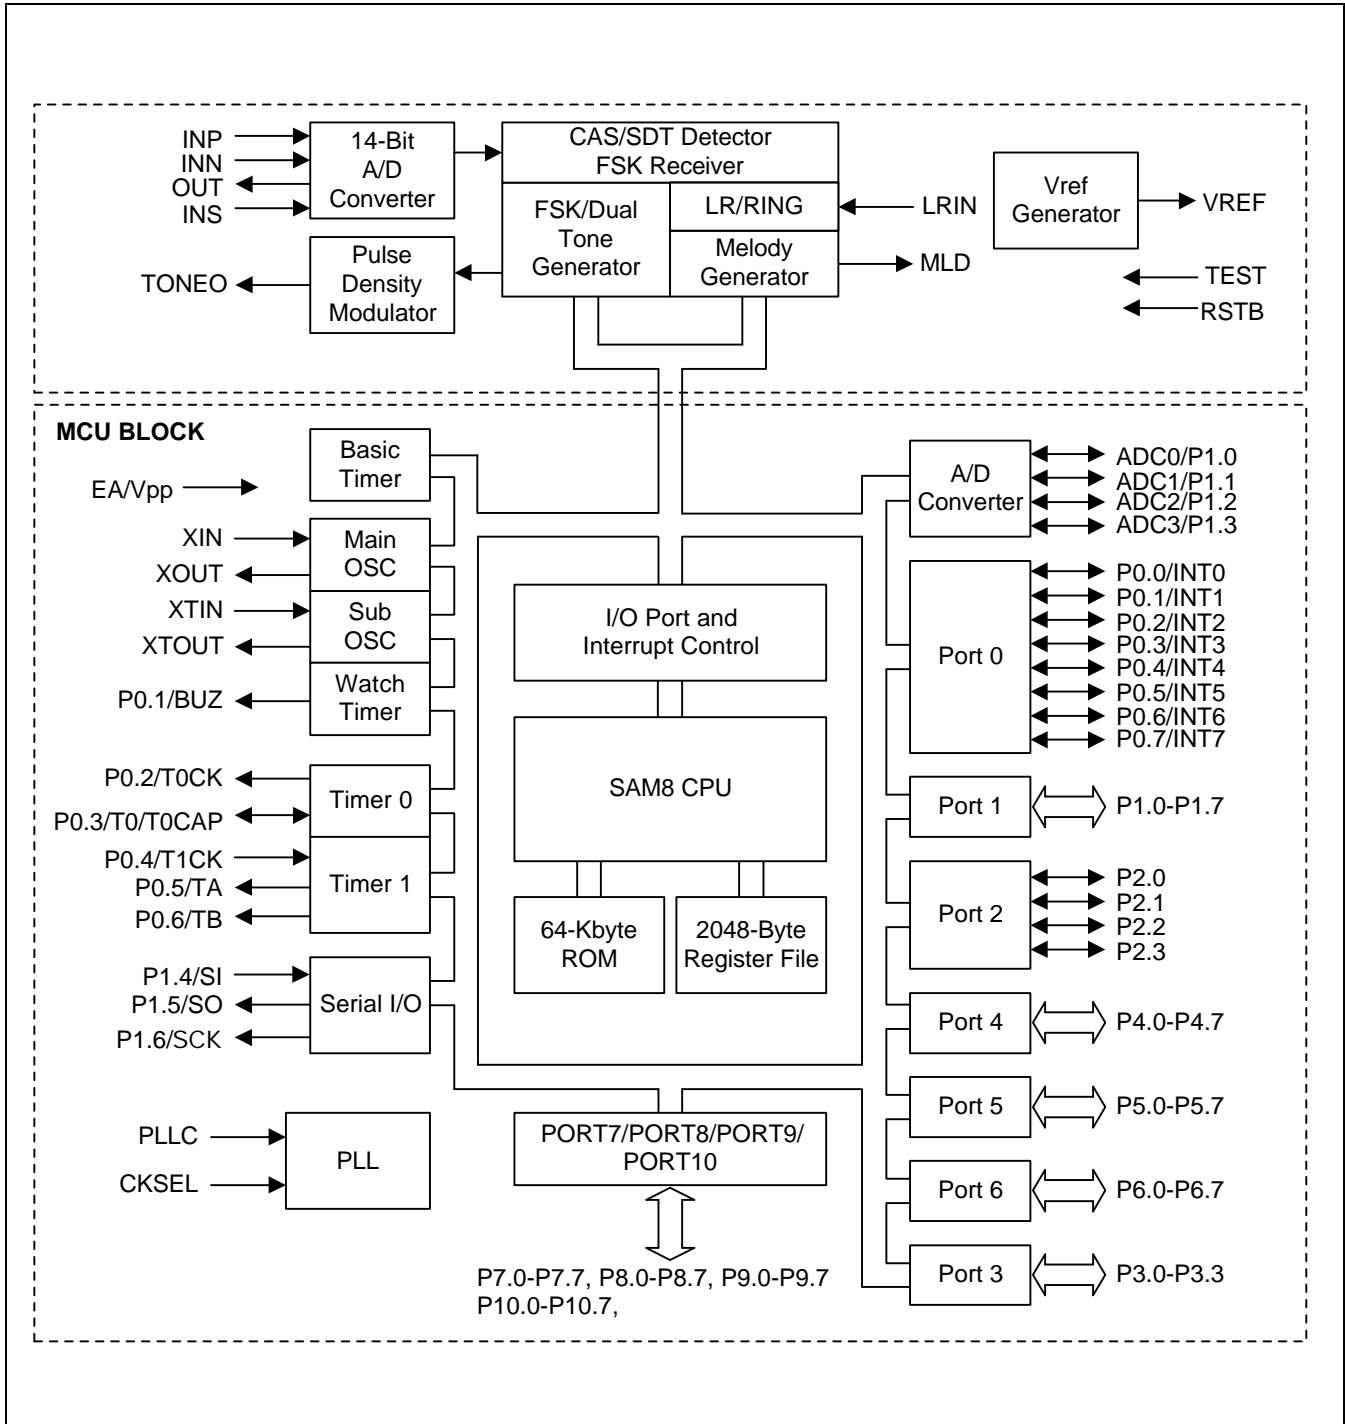 INP
INN
OUT
INS
14-Bit
A/D
Converter
CAS/SDT Detector
FSK Receiver
FSK/Dual
Tone
Generator
LR/RING
Melody
Generator
LRIN
MLD
Vref
Generator
VREF
TEST
RSTB
TONEO
Pulse
Density
Modulator
MCU BLOCK
EA/Vpp
Basic
Timer
XIN
XOUT
Main
OSC
XTIN
XTOUT
Sub
OSC
P0.1/BUZ
Watch
Timer
P0.2/T0CK
P0.3/T0/T0CAP
Timer 0
P0.4/T1CK
P0.5/TA
P0.6/TB
Timer 1
P1.4/SI
P1.5/SO
P1.6/SCK
Serial I/O
PLLC
CKSEL
PLL
I/O Port and
Interrupt Control
SAM8 CPU
64-Kbyte
ROM
2048-Byte
Register File
PORT7/PORT8/PORT9/
PORT10
P7.0-P7.7, P8.0-P8.7, P9.0-P9.7
P10.0-P10.7,
A/D
Converter
ADC0/P1.0
ADC1/P1.1
ADC2/P1.2
ADC3/P1.3
Port 0
P0.0/INT0
P0.1/INT1
P0.2/INT2
P0.3/INT3
P0.4/INT4
P0.5/INT5
P0.6/INT6
P0.7/INT7
Port 1
P1.0-P1.7
Port 2
P2.0
P2.1
P2.2
P2.3
Port 4
P4.0-P4.7
Port 5
P5.0-P5.7
Port 6
P6.0-P6.7
Port 3
P3.0-P3.3